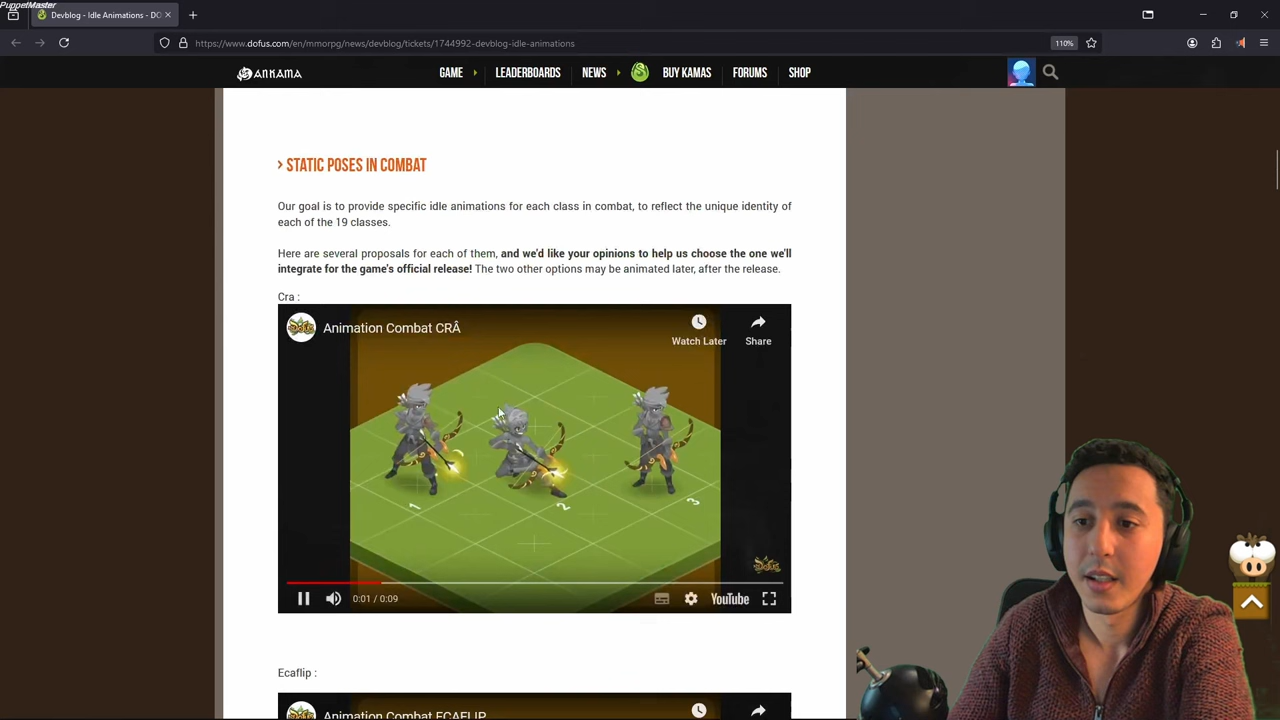 PuppetMaster
Devblog - Idle Animations - DO
https://www.dofus.com/en/mmorpg/news/devblog/tickets/1744992-devblog-idle-animations
110%
ANKAMA
GAME
LEADERBOARDS
NEWS
BUY KAMAS
FORUMS
SHOP
> STATIC POSES IN COMBAT
Our goal is to provide specific idle animations for each class in combat, to reflect the unique identity of
each of the 19 classes.
Here are several proposals for each of them, and we'd like your opinions to help us choose the one we'll
integrate for the game's official release! The two other options may be animated later, after the release.
Cra :
Animation Combat CRÂ
Watch Later
Share
1
2
3
DOFUS
0:01 / 0:09
YouTube
Ecaflip :
Animation Combat ECAFLIP